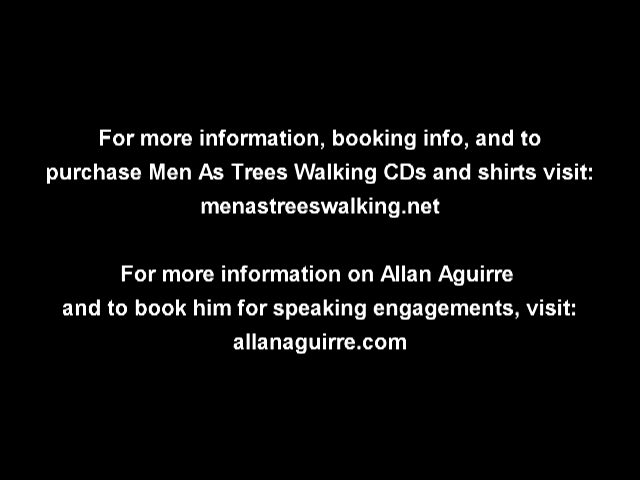 For more information, booking info, and to
purchase Men As Trees Walking CDs and shirts visit:
menastreeswalking.net
For more information on Allan Aguirre
and to book him for speaking engagements, visit:
allanaguirre.com